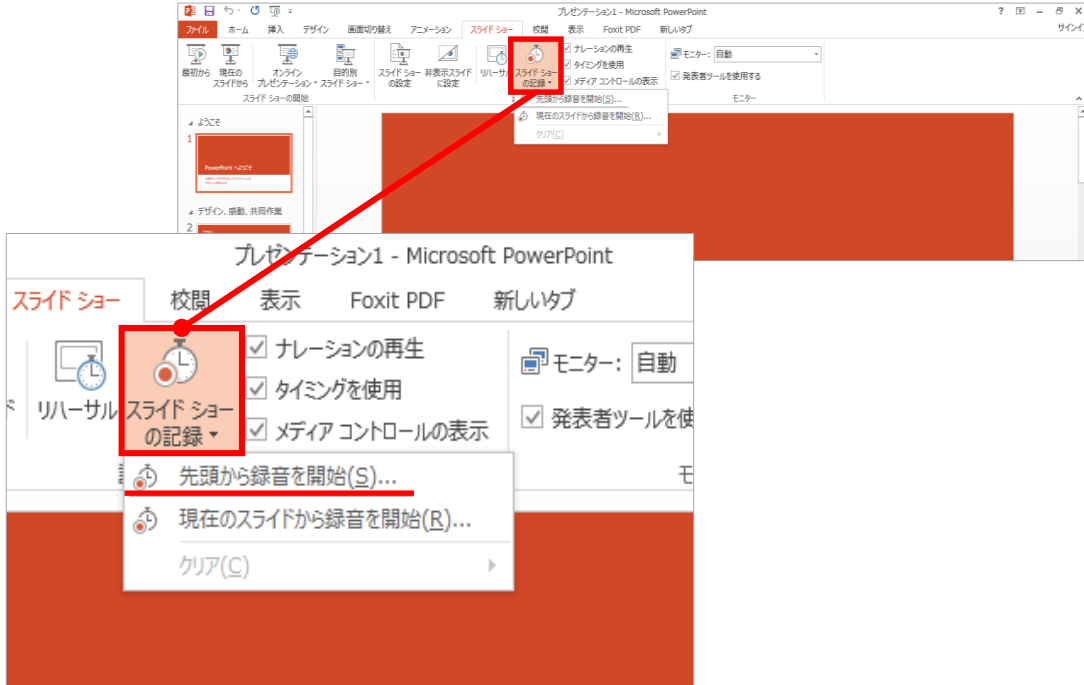 プレゼンテーション1 - Microsoft PowerPoint
サインイン
ファイル ホーム 挿入 デザイン 画面切り替え アニメーション スライド ショー 校閲 表示 Foxit PDF 新しいタブ
最初から 現在の スライドから オンライン プレゼンテーション 目的別 スライド ショー スライド ショー の設定 非表示スライド に設定 リハーサル スライド ショー の記録
ナレーションの再生
タイミングを使用
メディア コントロールの表示
モニター: 自動
発表者ツールを使用する
スライド ショーの開始
モニター
先頭から録音を開始(S)...
現在のスライドから録音を開始(R)...
クリア(C)
ようこそ
1
PowerPoint へようこそ
デザイン、感動、共同作業
2
プレゼンテーション1 - Microsoft PowerPoint
スライド ショー 校閲 表示 Foxit PDF 新しいタブ
リハーサル
スライド ショー
の記録
ナレーションの再生
タイミングを使用
メディア コントロールの表示
モニター: 自動
発表者ツールを使
モ
先頭から録音を開始(S)...
現在のスライドから録音を開始(R)...
クリア(C)